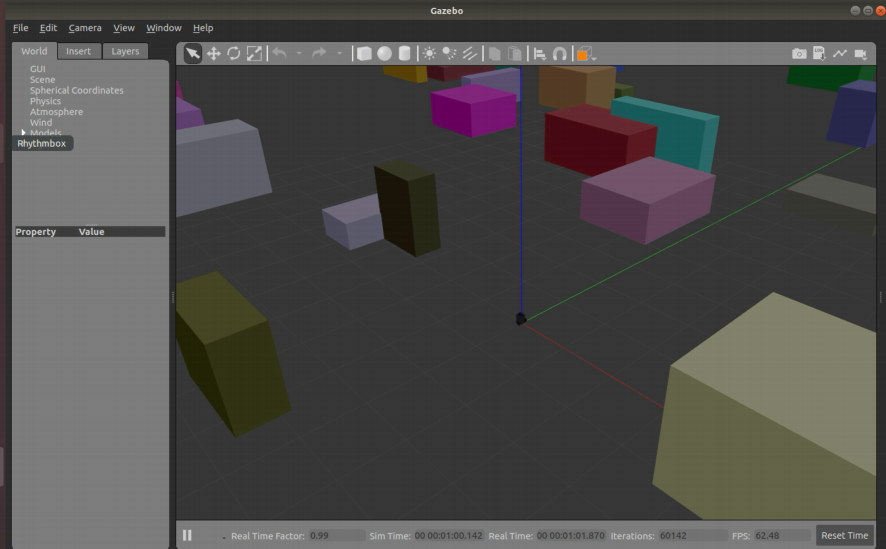 Gazebo
File Edit Camera View Window Help
World Insert Layers
GUI
Scene
Spherical Coordinates
Physics
Atmosphere
Wind
Models
Rhythmbox
Property Value
LOG
Real Time Factor: 0.99 Sim Time: 00 00:01:00.142 Real Time: 00 00:01:01.870 Iterations: 60142 FPS: 62.48 Reset Time